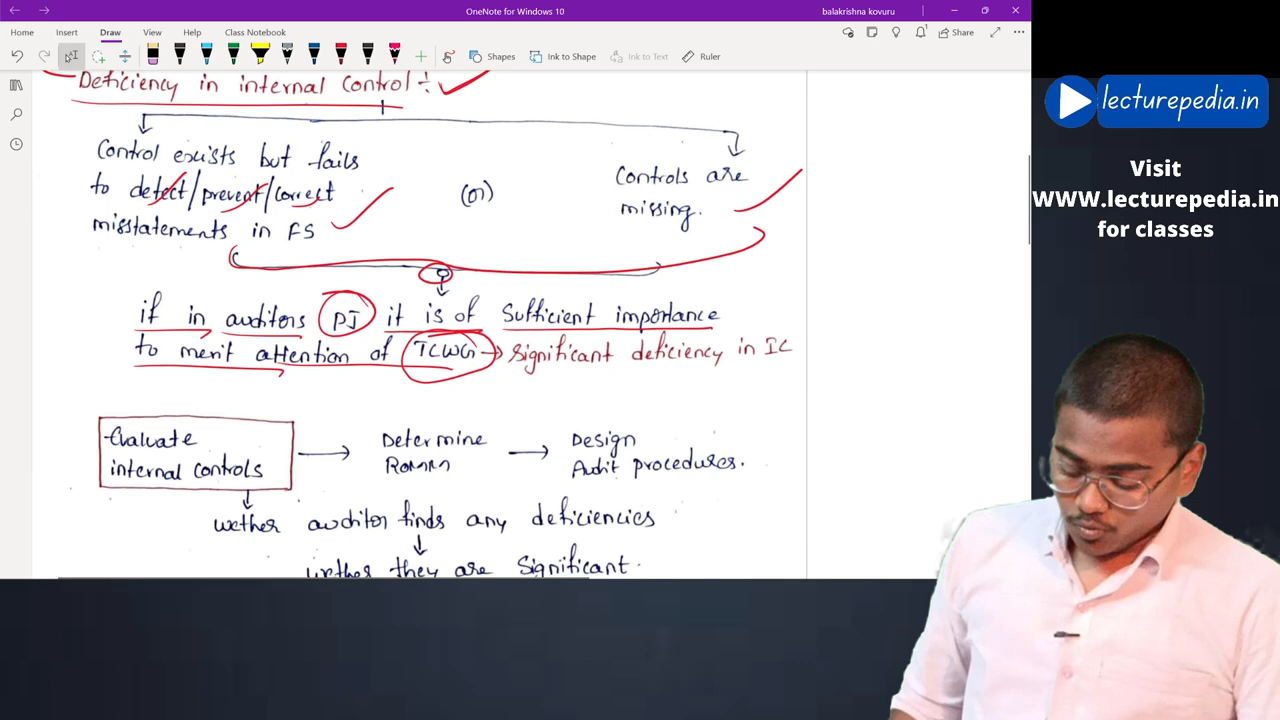 OneNote for Windows 10
balakrishna kovuru
Home Insert Draw View Help Class Notebook
Share
Shapes Ink to Shape Ink to Text Ruler
Deficiency in internal control :-
Control exists but fails
to detect/prevent/correct
misstatements in FS
(or)
Controls are
missing.
if in auditors PJ it is of Sufficient importance
to merit attention of TCWG → significant deficiency in IC
Evaluate
internal controls
Determine
ROMM
Design
Audit procedures.
wether auditor finds any deficiencies
wether they are significant.
lecturepedia.in
Visit
WWW.lecturepedia.in
for classes